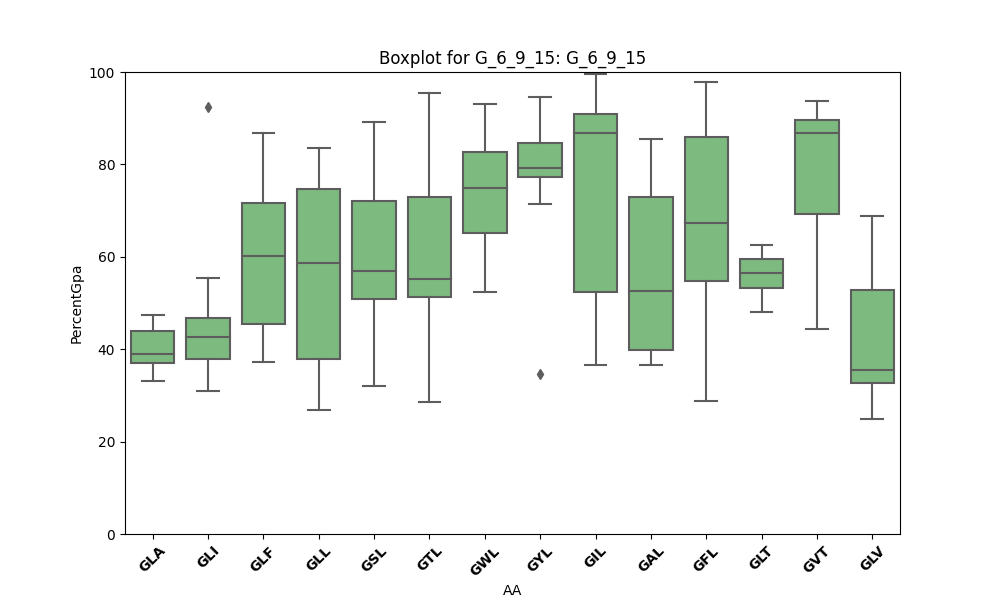 Boxplot for G_6_9_15: G_6_9_15
100
80
60
40
20
0
PercentGpa
GLA GLI GLF GLL GSL GTL GWL GYL GIL GAL GFL GLT GVT GLV
AA